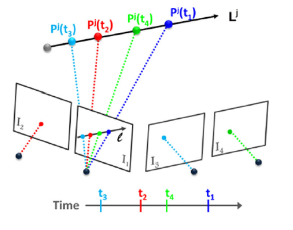 Pʲ(t₃) Pʲ(t₂) Pʲ(t₄) Pʲ(t₁) Lʲ
I₂ ℓ I₁ I₃ I₄
Time t₃ t₂ t₄ t₁